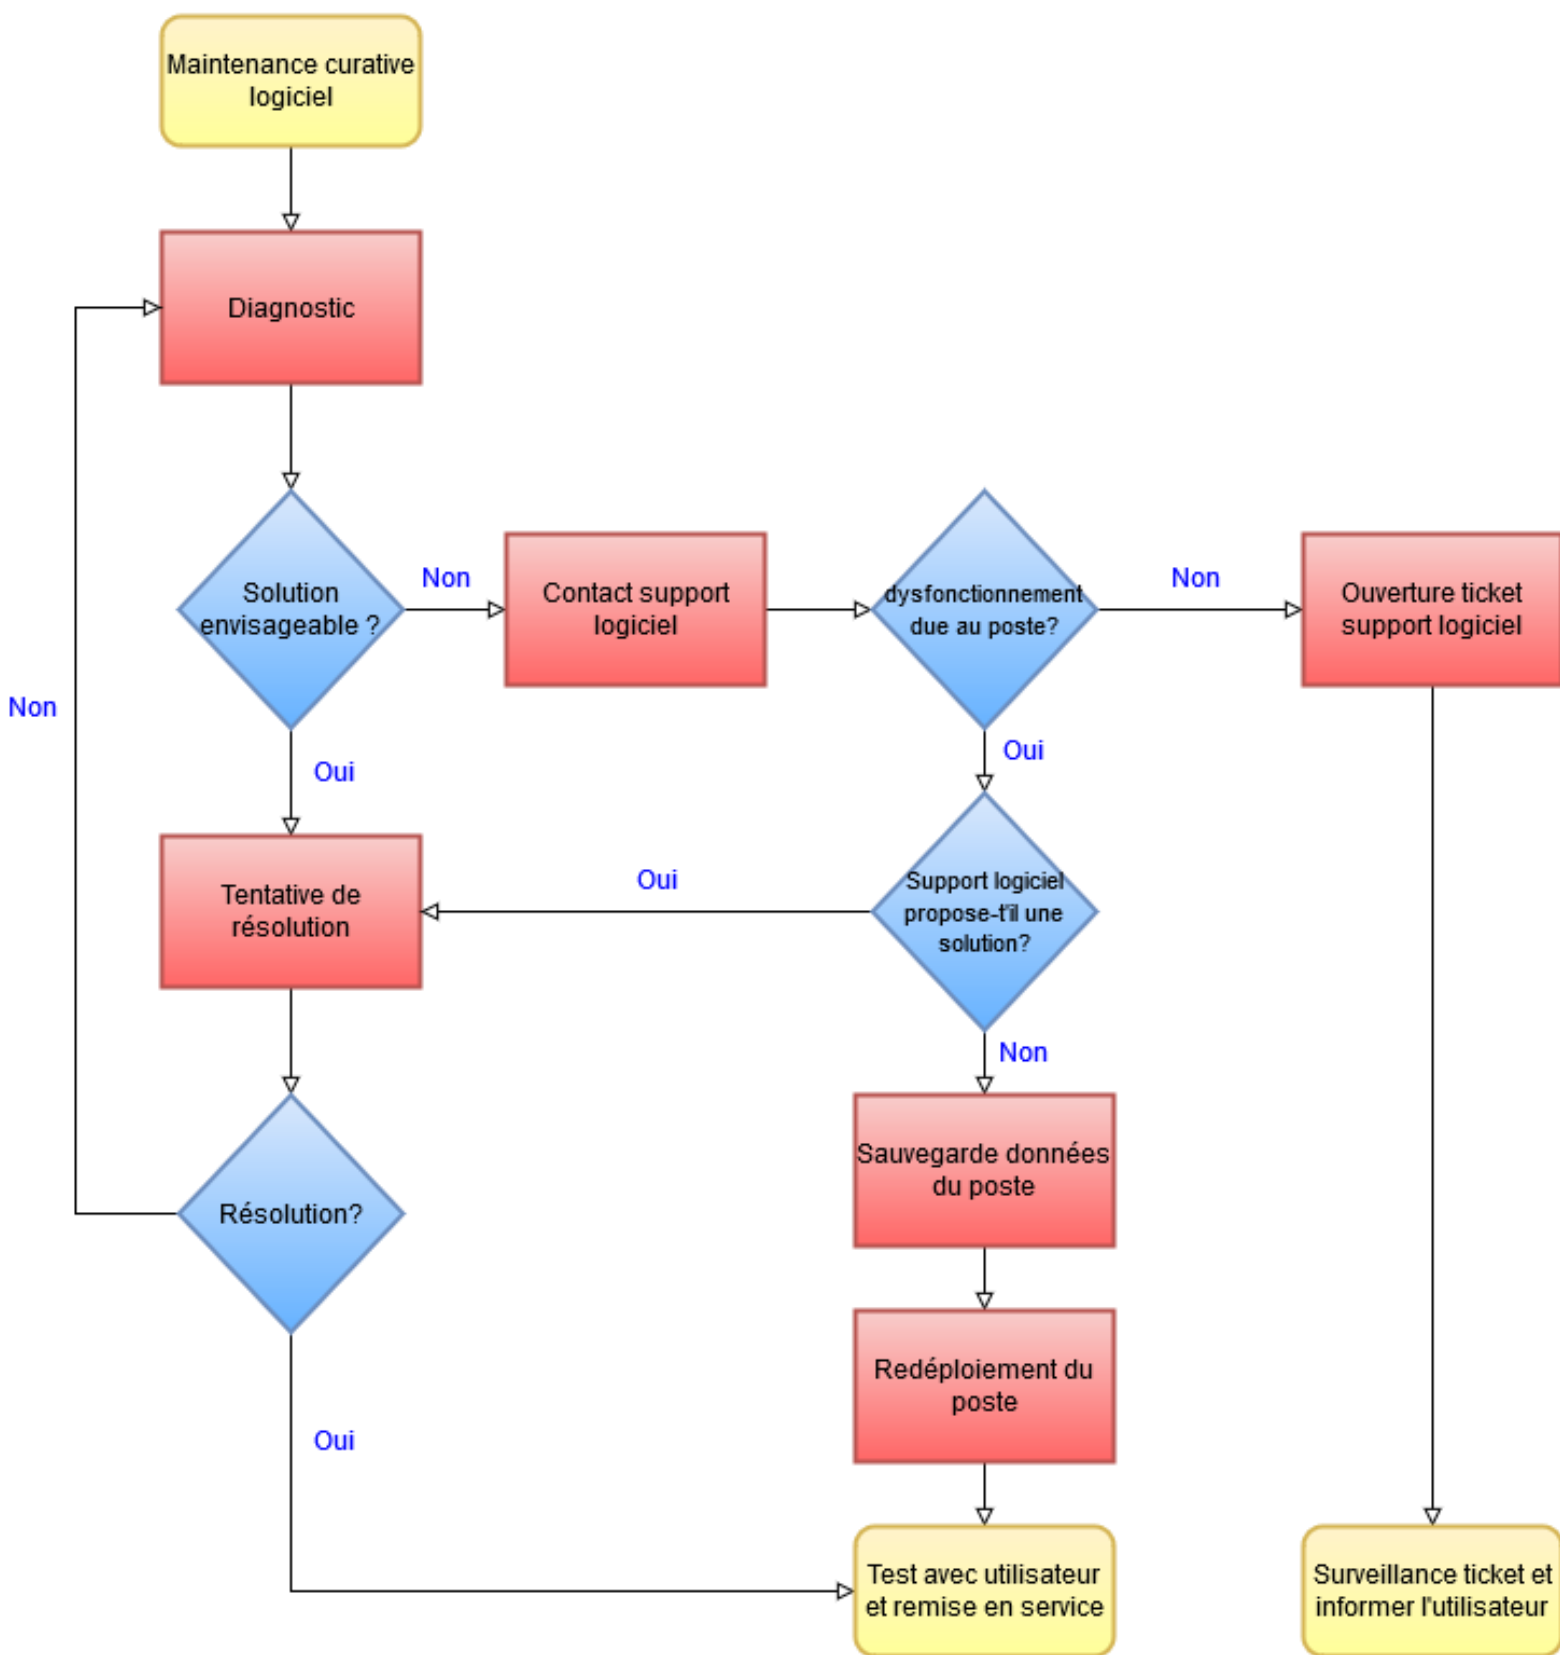 Maintenance curative
logiciel
Diagnostic
Solution
envisageable ?
Non
Contact support
logiciel
dysfonctionnement
due au poste?
Non
Ouverture ticket
support logiciel
Non
Oui
Oui
Tentative de
résolution
Oui
Support logiciel
propose-t'il une
solution?
Non
Sauvegarde données
du poste
Résolution?
Redéploiement du
poste
Oui
Test avec utilisateur
et remise en service
Surveillance ticket et
informer l'utilisateur